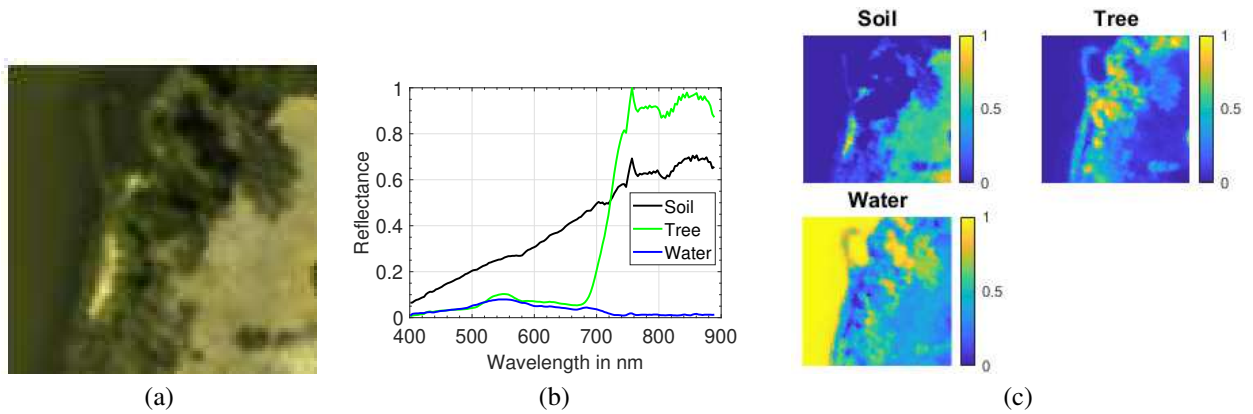 Soil
Tree
1
0.5
0
1
0.5
0
Water
1
0.5
0
1
0.8
0.6
0.4
0.2
0
Reflectance
Soil
Tree
Water
400 500 600 700 800 900
Wavelength in nm
(a)
(b)
(c)